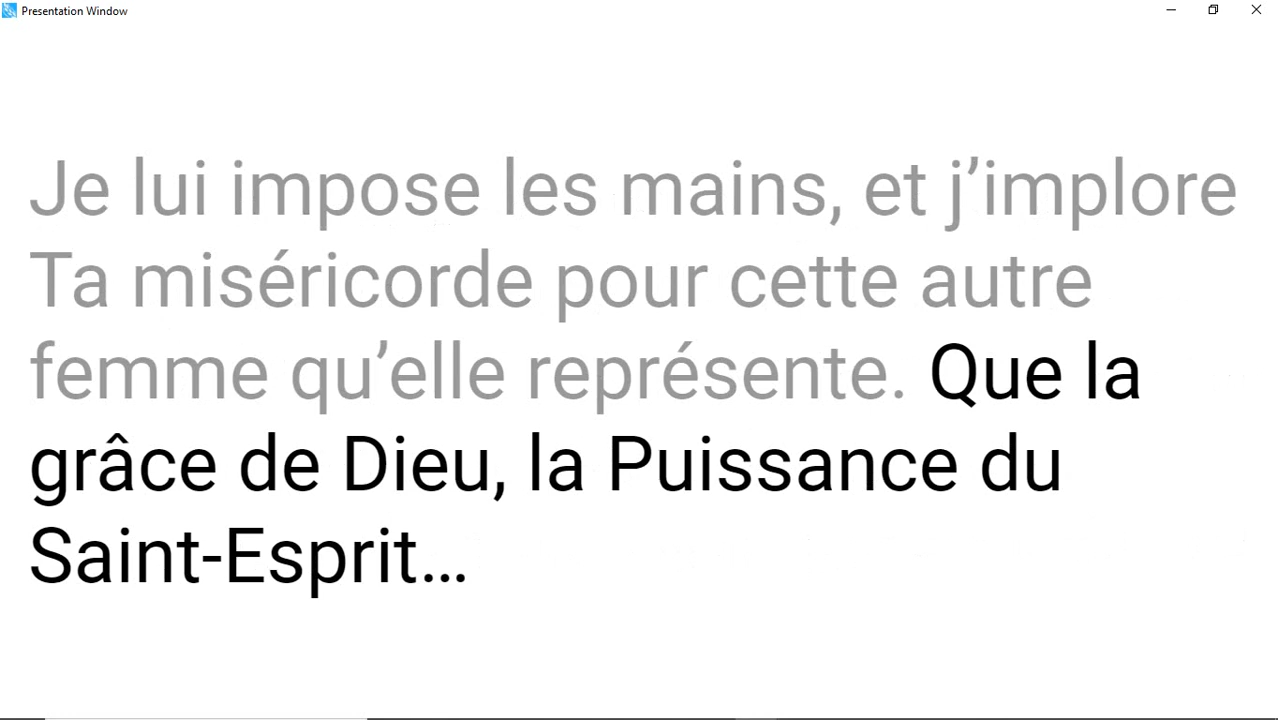 Presentation Window
Je lui impose les mains, et j’implore
Ta miséricorde pour cette autre
femme qu’elle représente. Que la
grâce de Dieu, la Puissance du
Saint-Esprit…